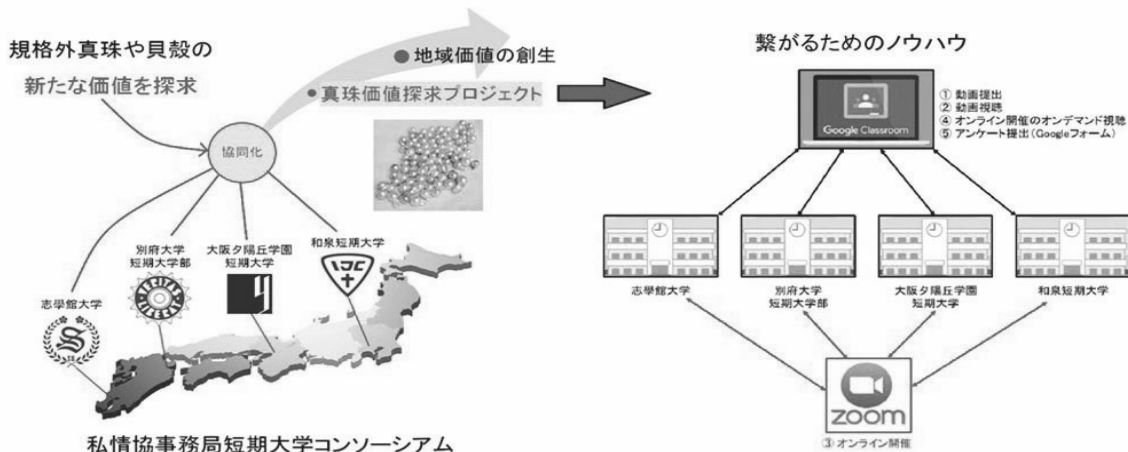 規格外真珠や貝殻の
新たな価値を探求
協同化
地域価値の創生
真珠価値探求プロジェクト
志學館大学
別府大学
短期大学部
大阪夕陽丘学園
短期大学
和泉短期大学
S
私情協事務局短期大学コンソーシアム
繋がるためのノウハウ
Google Classroom
① 動画提出
② 動画視聴
④ オンライン開催のオンデマンド視聴
⑤ アンケート提出(Googleフォーム)
志學館大学
別府大学
短期大学部
大阪夕陽丘学園
短期大学
和泉短期大学
zoom
③ オンライン開催